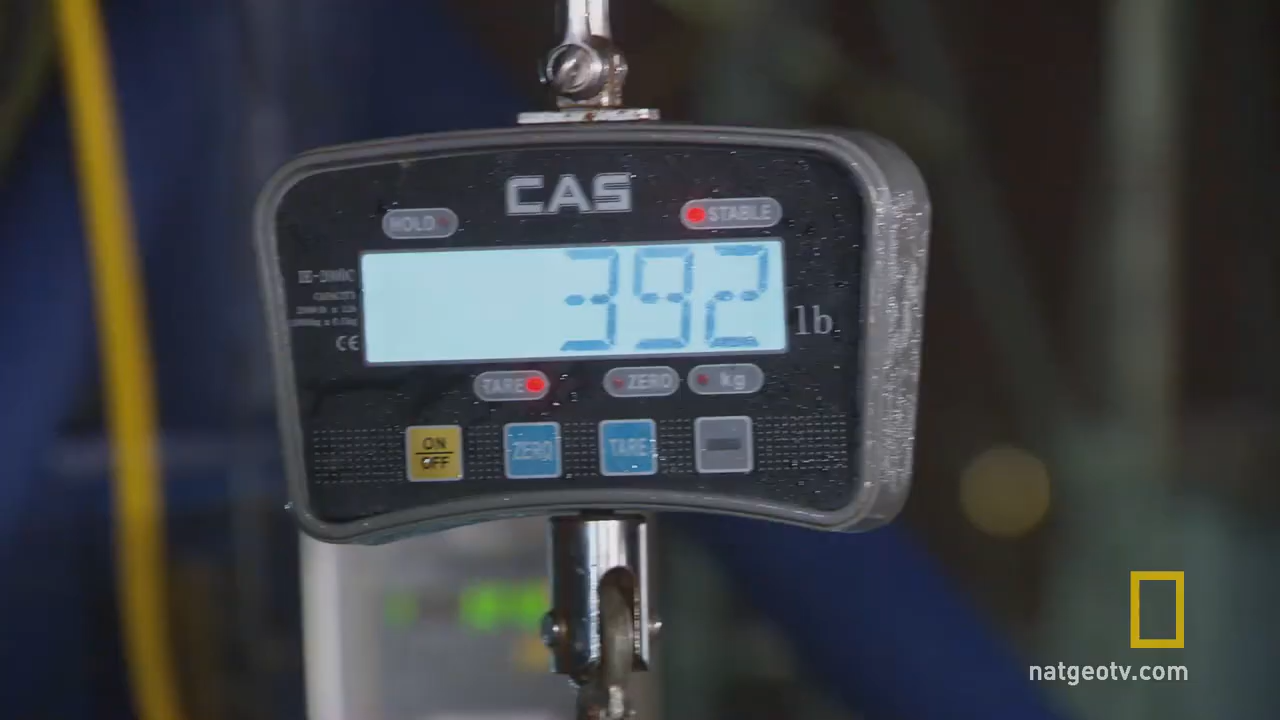 CAS
HOLD
STABLE
392
lb
CE
TARE
ZERO
kg
ON
OFF
ZERO
TARE
natgeotv.com